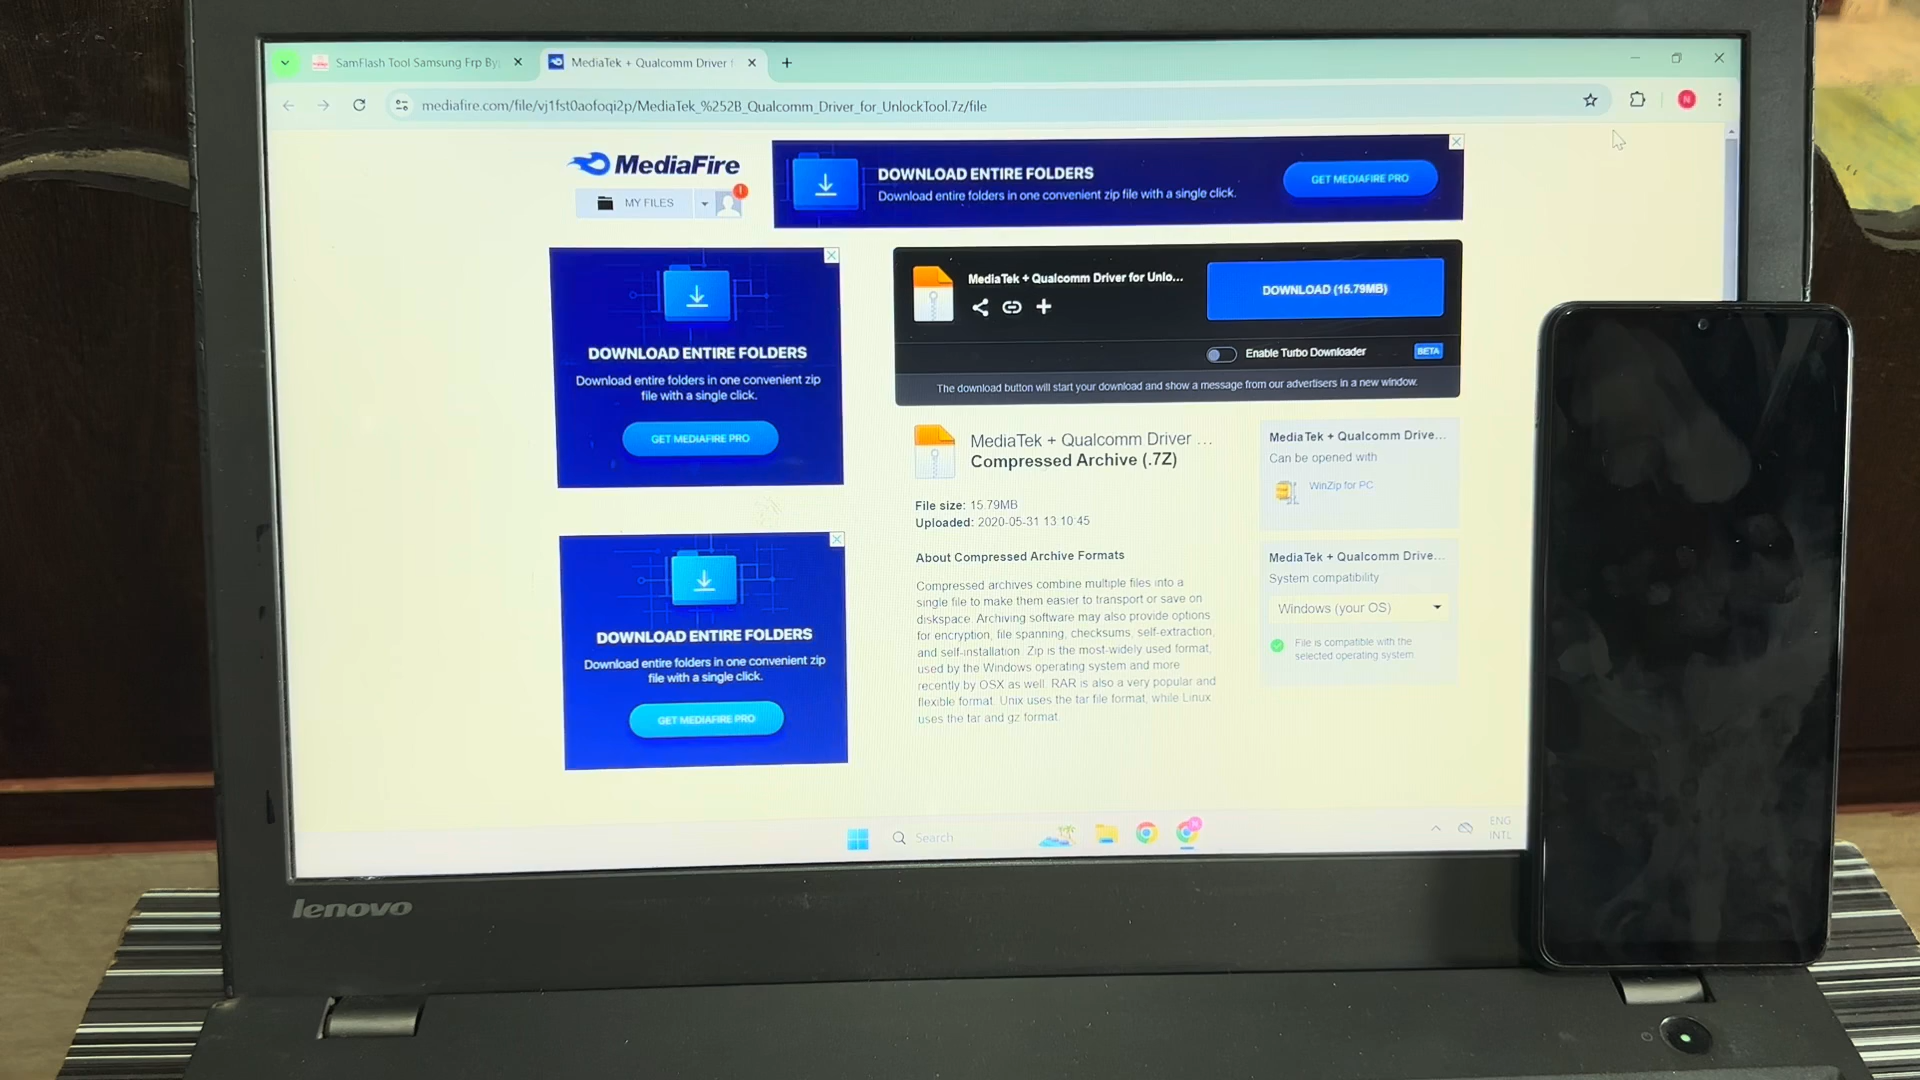 SamFlash Tool Samsung Frp By
MediaTek + Qualcomm Driver f
mediafire.com/file/vj1fst0aofoqi2p/MediaTek_%252B_Qualcomm_Driver_for_UnlockTool.7z/file
N
MediaFire
MY FILES
!
DOWNLOAD ENTIRE FOLDERS
Download entire folders in one convenient zip file with a single click.
GET MEDIAFIRE PRO
DOWNLOAD ENTIRE FOLDERS
Download entire folders in one convenient zip
file with a single click.
GET MEDIAFIRE PRO
MediaTek + Qualcomm Driver for Unlo...
DOWNLOAD (15.79MB)
Enable Turbo Downloader
BETA
The download button will start your download and show a message from our advertisers in a new window.
MediaTek + Qualcomm Driver ...
Compressed Archive (.7Z)
File size: 15.79MB
Uploaded: 2020-05-31 13:10:45
About Compressed Archive Formats
Compressed archives combine multiple files into a
single file to make them easier to transport or save on
diskspace. Archiving software may also provide options
for encryption, file spanning, checksums, self-extraction,
and self-installation. Zip is the most-widely used format,
used by the Windows operating system and more
recently by OSX as well. RAR is also a very popular and
flexible format. Unix uses the tar file format, while Linux
uses the tar and gz format.
MediaTek + Qualcomm Drive...
Can be opened with
WinZip for PC
MediaTek + Qualcomm Drive...
System compatibility
Windows (your OS)
File is compatible with the
selected operating system
DOWNLOAD ENTIRE FOLDERS
Download entire folders in one convenient zip
file with a single click.
GET MEDIAFIRE PRO
Search
N
ENG
INTL
lenovo